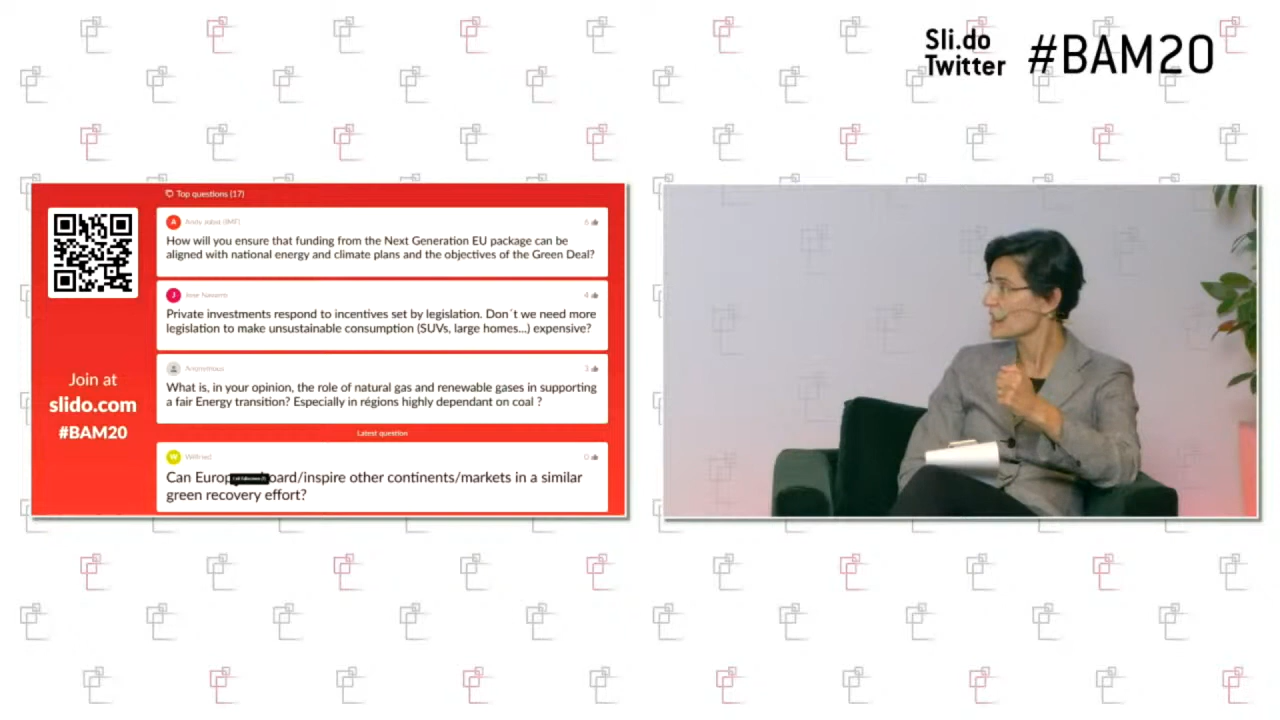 Sli.do
Twitter
#BAM20
Top questions (17)
A
6
How will you ensure that funding from the Next Generation EU package can be
aligned with national energy and climate plans and the objectives of the Green Deal?
J
Jose Navarro
4
Private investments respond to incentives set by legislation. Don´t we need more
legislation to make unsustainable consumption (SUVs, large homes...) expensive?
Anonymous
3
What is, in your opinion, the role of natural gas and renewable gases in supporting
a fair Energy transition? Especially in régions highly dependant on coal ?
Join at
slido.com
#BAM20
Latest question
W
Wilfried
0
Can /inspire other continents/markets in a similar
green recovery effort?